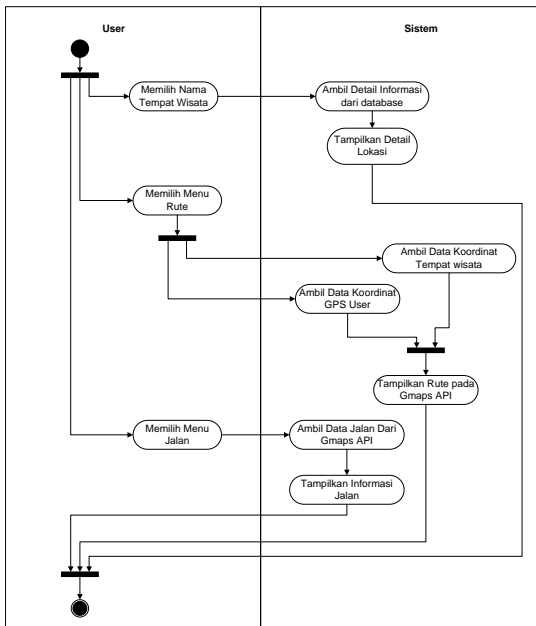 User
Sistem
Memilih Nama
Tempat Wisata
Ambil Detail Informasi
dari database
Tampilkan Detail
Lokasi
Memilih Menu
Rute
Ambil Data Koordinat
Tempat wisata
Ambil Data Koordinat
GPS User
Tampilkan Rute pada
Gmaps API
Memilih Menu
Jalan
Ambil Data Jalan Dari
Gmaps API
Tampilkan Informasi
Jalan